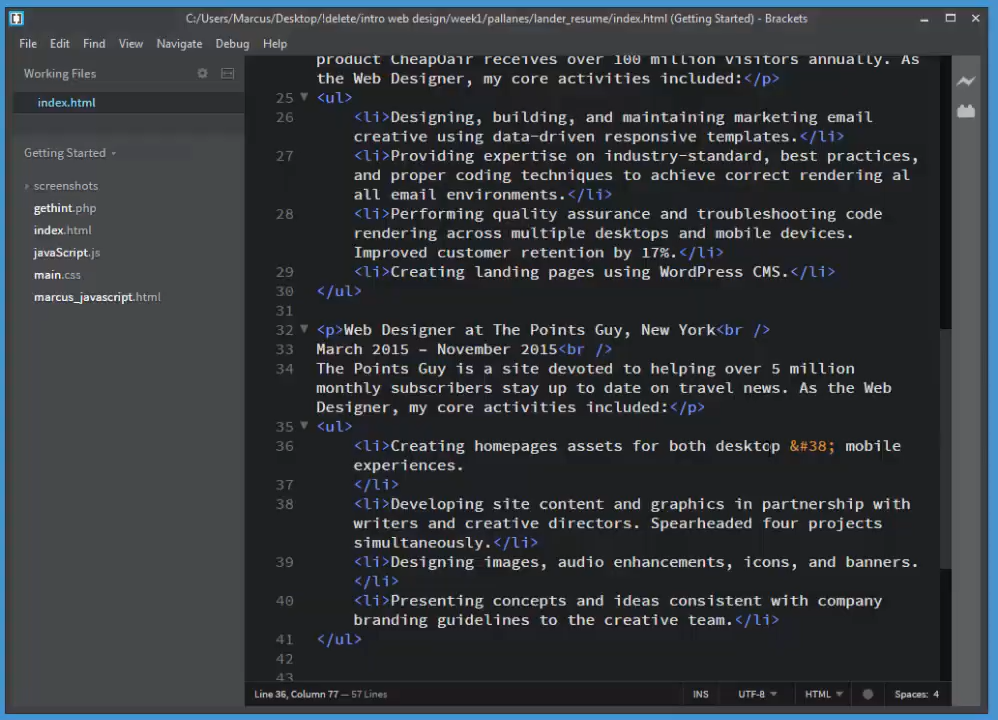 C:/Users/Marcus/Desktop/!delete/intro web design/week1/pallanes/lander_resume/index.html (Getting Started) - Brackets
File Edit Find View Navigate Debug Help
Working Files
index.html
Getting Started
screenshots
gethint.php
index.html
javaScript.js
main.css
marcus_javascript.html
product CheapOair receives over 100 million visitors annually. As
the Web Designer, my core activities included:</p>
25 <ul>
26 <li>Designing, building, and maintaining marketing email
creative using data-driven responsive templates.</li>
27 <li>Providing expertise on industry-standard, best practices,
and proper coding techniques to achieve correct rendering al
all email environments.</li>
28 <li>Performing quality assurance and troubleshooting code
rendering across multiple desktops and mobile devices.
Improved customer retention by 17%.</li>
29 <li>Creating landing pages using WordPress CMS.</li>
30 </ul>
31
32 <p>Web Designer at The Points Guy, New York<br />
33 March 2015 – November 2015<br />
34 The Points Guy is a site devoted to helping over 5 million
monthly subscribers stay up to date on travel news. As the Web
Designer, my core activities included:</p>
35 <ul>
36 <li>Creating homepages assets for both desktop &#38; mobile
experiences.
37 </li>
38 <li>Developing site content and graphics in partnership with
writers and creative directors. Spearheaded four projects
simultaneously.</li>
39 <li>Designing images, audio enhancements, icons, and banners.
</li>
40 <li>Presenting concepts and ideas consistent with company
branding guidelines to the creative team.</li>
41 </ul>
42
43
Line 36, Column 77 — 57 Lines
INS UTF-8 HTML Spaces: 4